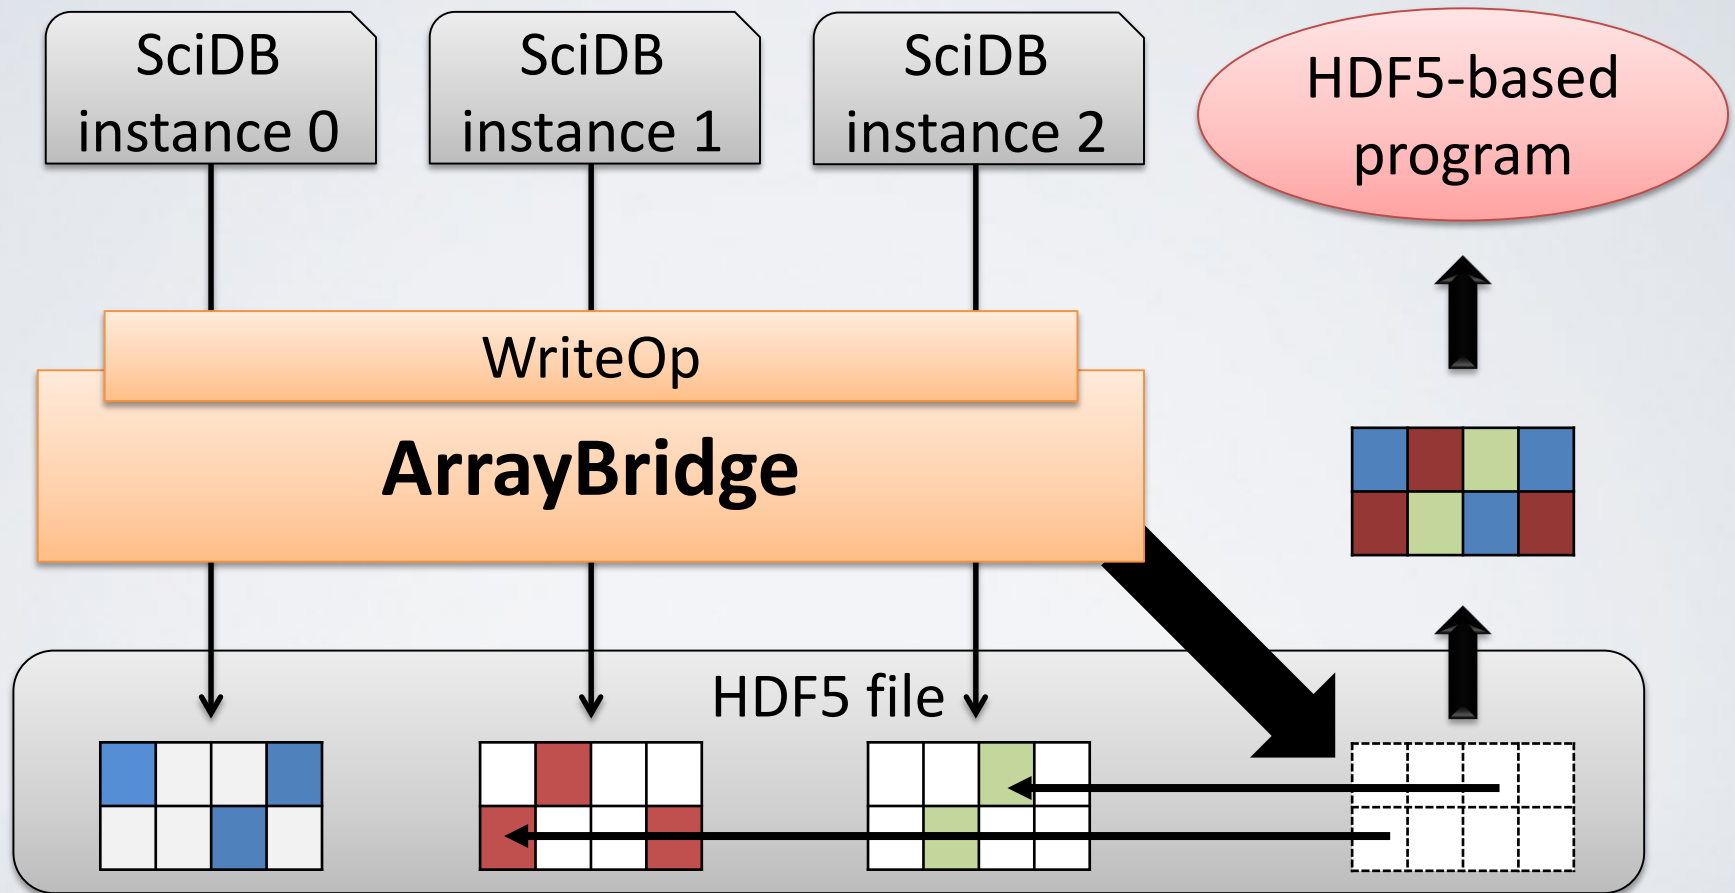 SciDB
instance 0
SciDB
instance 1
SciDB
instance 2
HDF5-based
program
WriteOp
ArrayBridge
HDF5 file